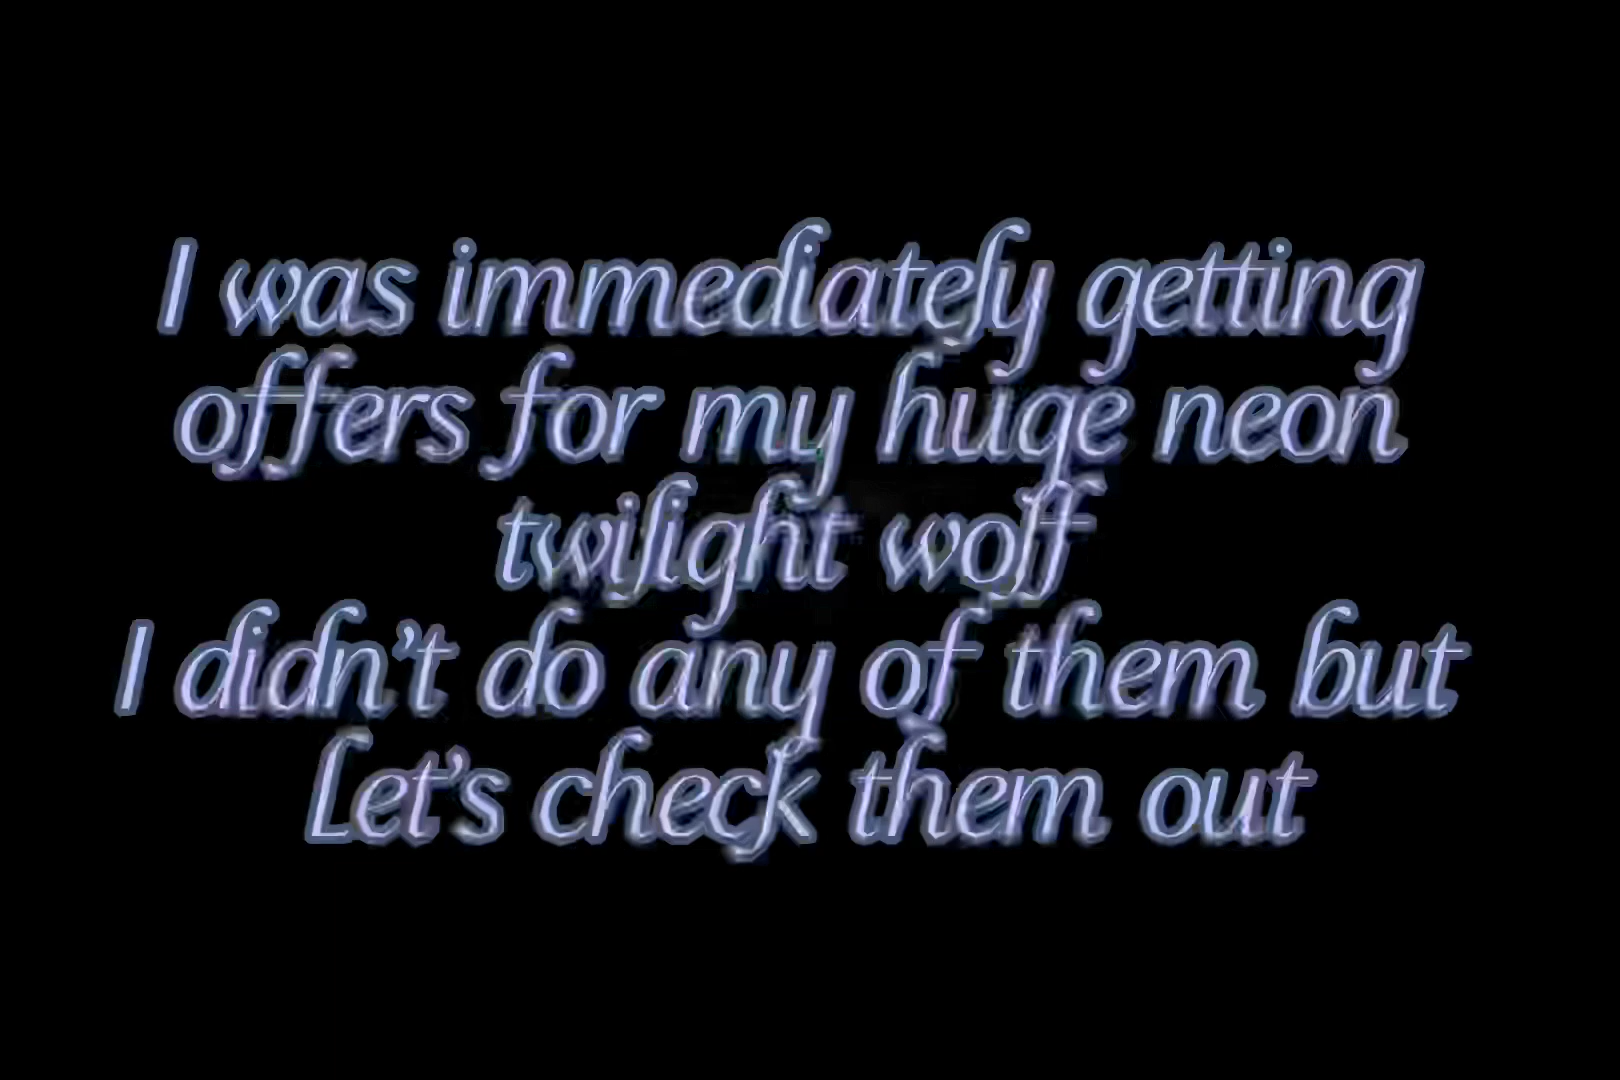 I was immediately getting
offers for my huge neon
twilight wolf
I didn't do any of them but
Let's check them out